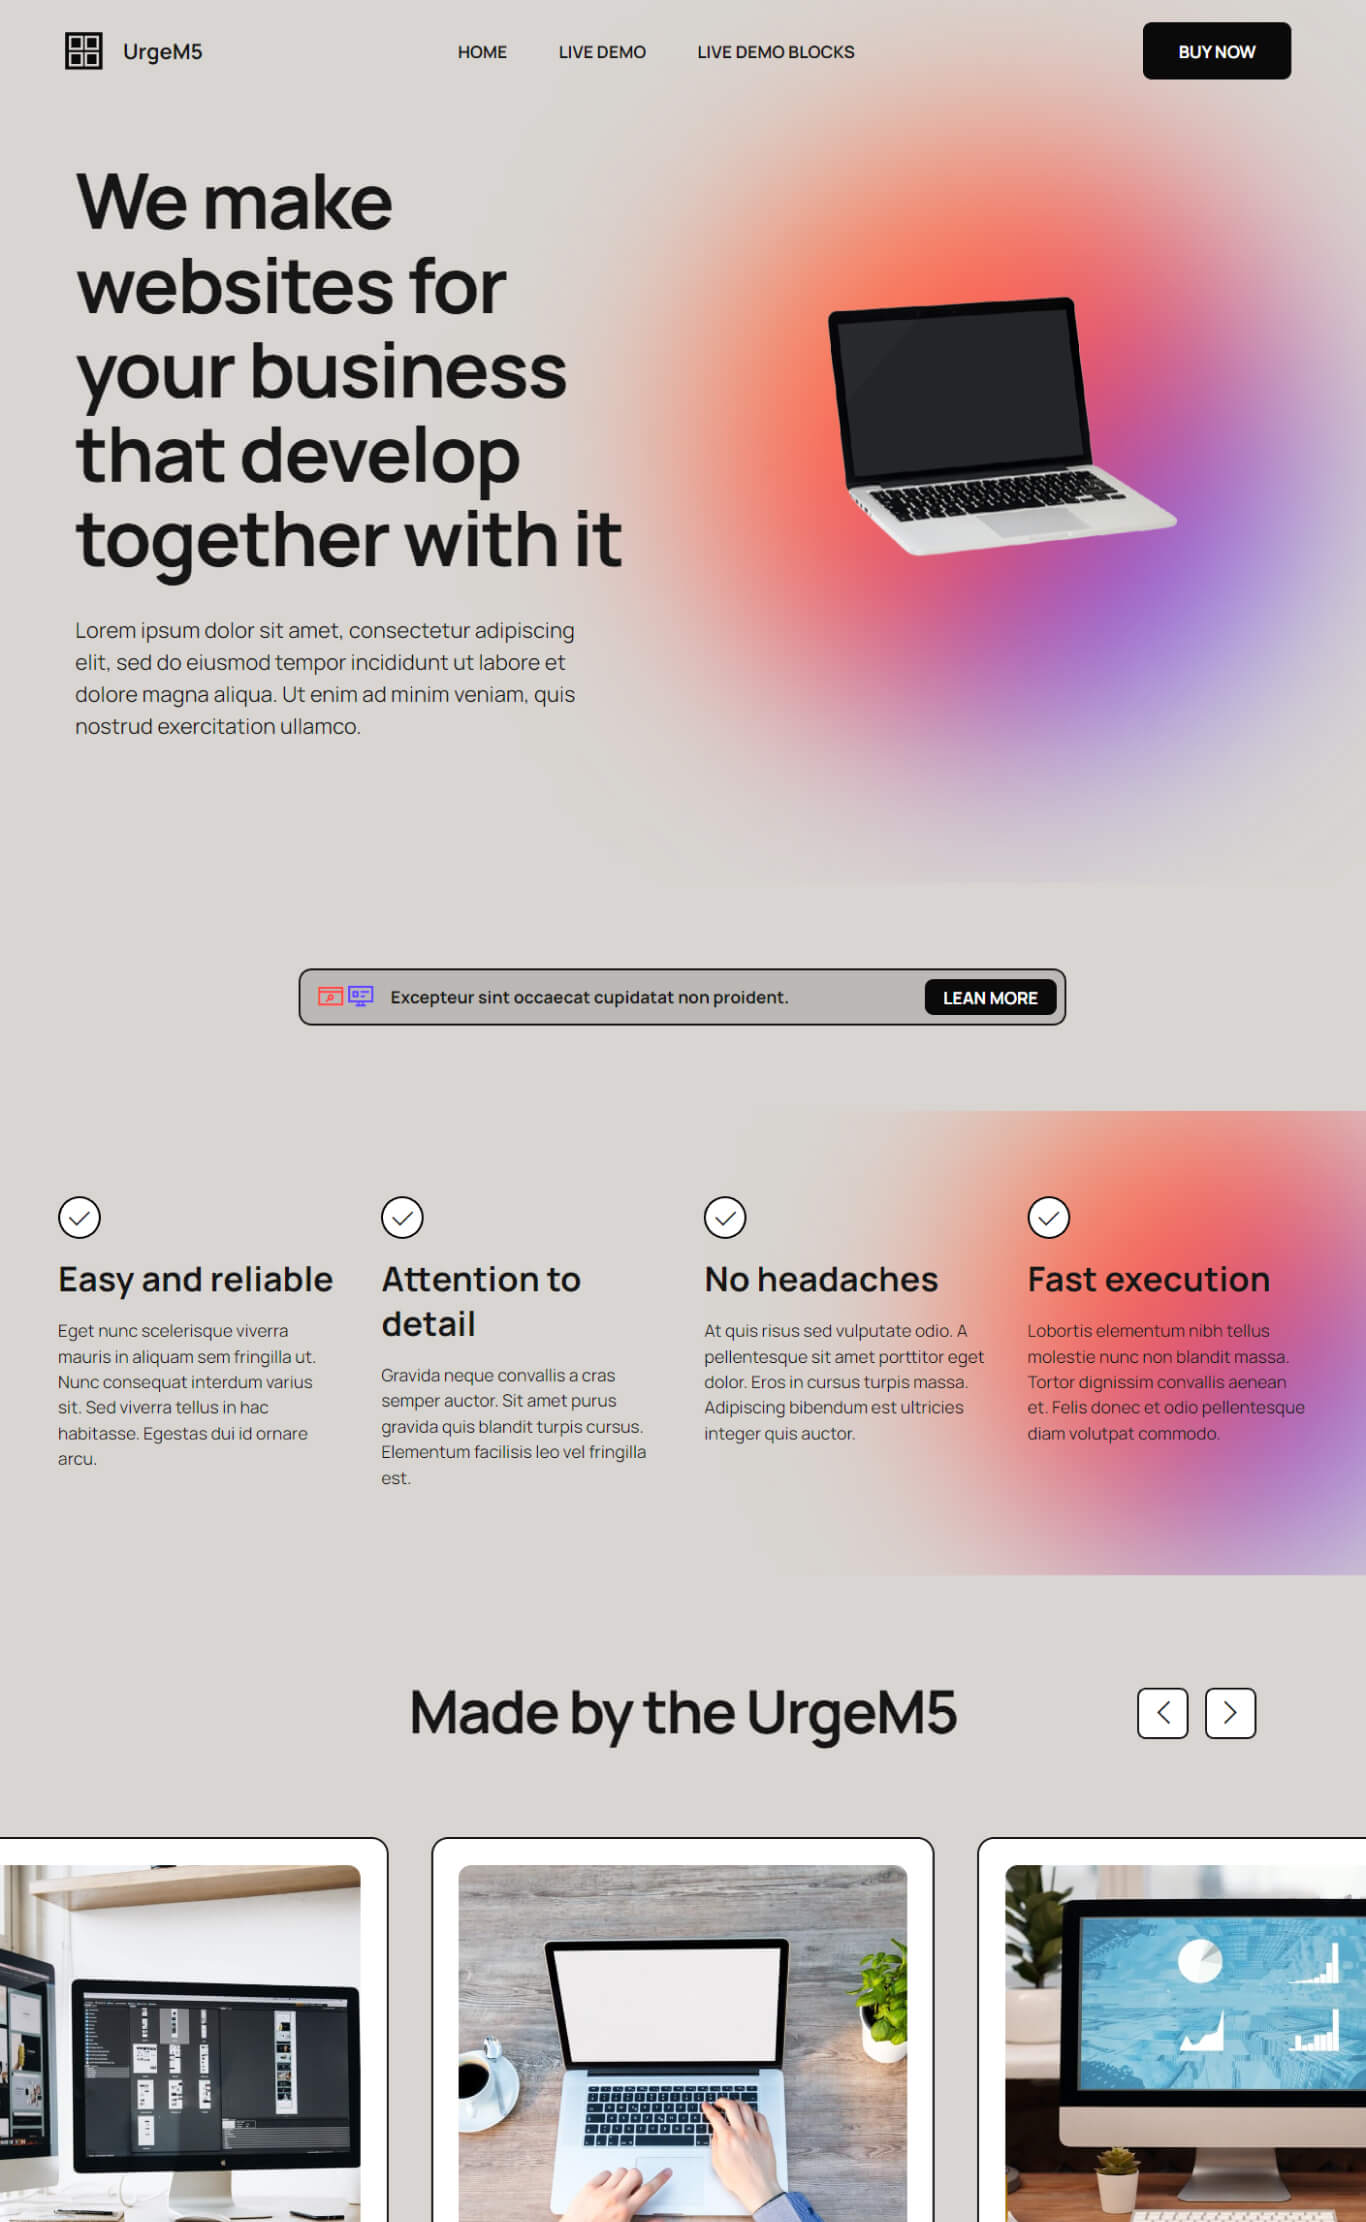 UrgeM5
HOME
LIVE DEMO
LIVE DEMO BLOCKS
BUY NOW
We make
websites for
your business
that develop
together with it
Lorem ipsum dolor sit amet, consectetur adipiscing
elit, sed do eiusmod tempor incididunt ut labore et
dolore magna aliqua. Ut enim ad minim veniam, quis
nostrud exercitation ullamco.
Excepteur sint occaecat cupidatat non proident.
LEAN MORE
Easy and reliable
Eget nunc scelerisque viverra
mauris in aliquam sem fringilla ut.
Nunc consequat interdum varius
sit. Sed viverra tellus in hac
habitasse. Egestas dui id ornare
arcu.
Attention to
detail
Gravida neque convallis a cras
semper auctor. Sit amet purus
gravida quis blandit turpis cursus.
Elementum facilisis leo vel fringilla
est.
No headaches
At quis risus sed vulputate odio. A
pellentesque sit amet porttitor eget
dolor. Eros in cursus turpis massa.
Adipiscing bibendum est ultricies
integer quis auctor.
Fast execution
Lobortis elementum nibh tellus
molestie nunc non blandit massa.
Tortor dignissim convallis aenean
et. Felis donec et odio pellentesque
diam volutpat commodo.
Made by the UrgeM5